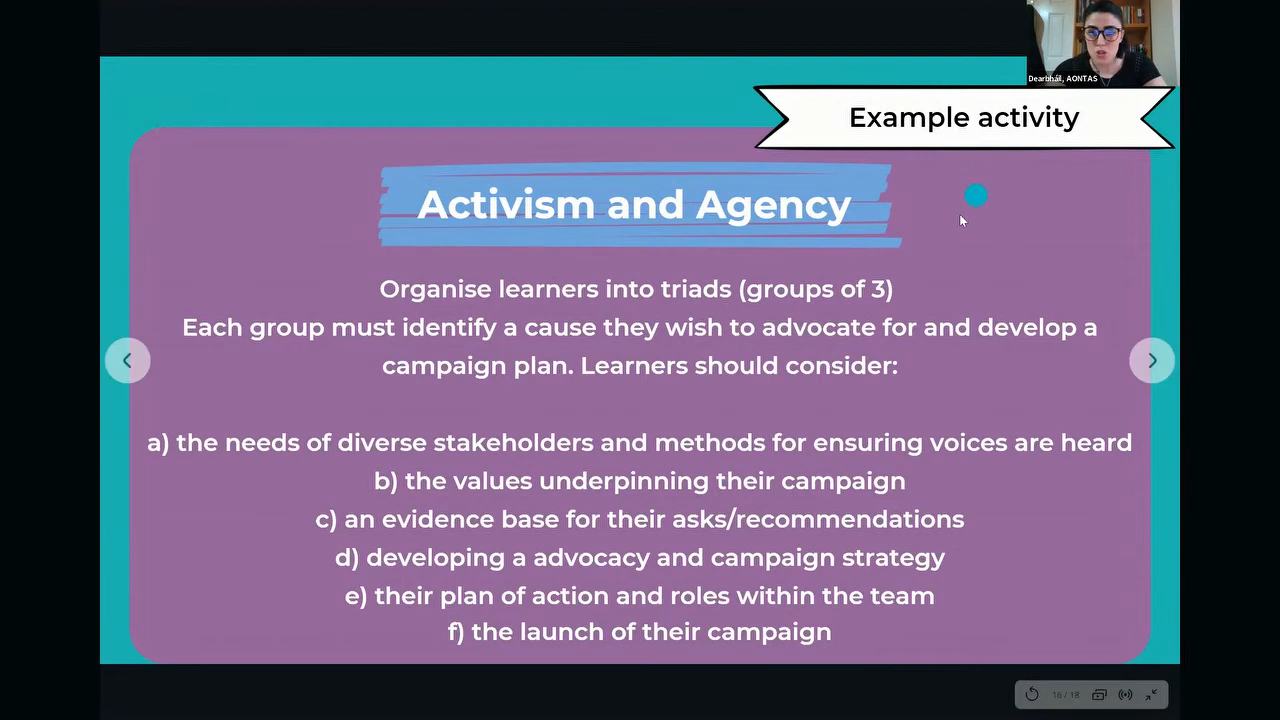 Dearbháil, AONTAS
Example activity
Activism and Agency
Organise learners into triads (groups of 3)
Each group must identify a cause they wish to advocate for and develop a
campaign plan. Learners should consider:
a) the needs of diverse stakeholders and methods for ensuring voices are heard
b) the values underpinning their campaign
c) an evidence base for their asks/recommendations
d) developing a advocacy and campaign strategy
e) their plan of action and roles within the team
f) the launch of their campaign
16 / 18